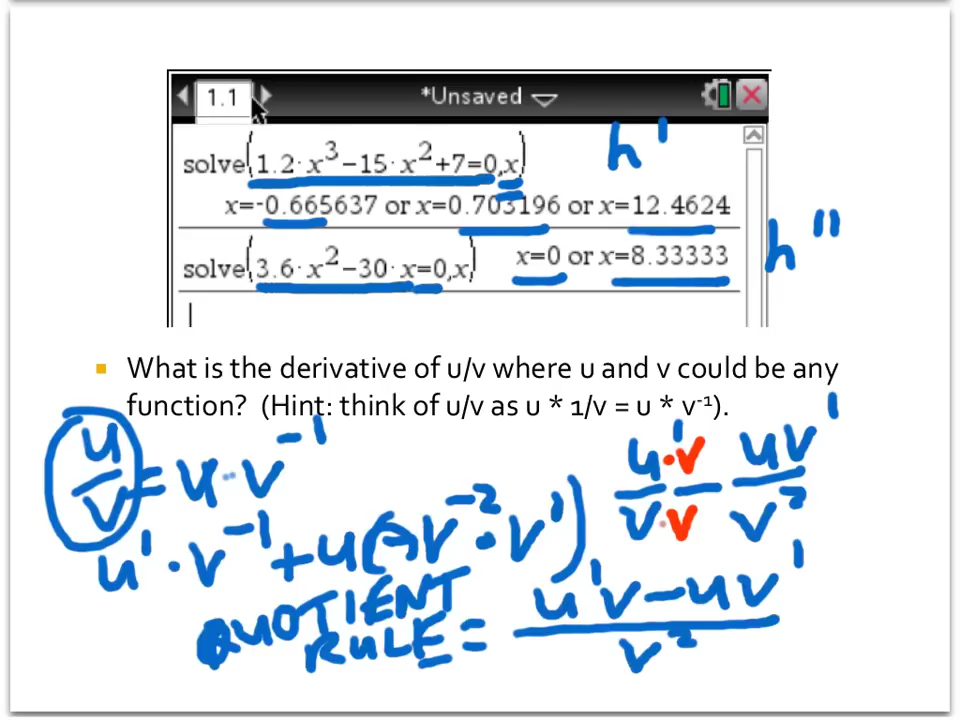 1.1 *Unsaved
solve(1.2·x³−15·x²+7=0,x)
h'
x=-0.665637 or x=0.703196 or x=12.4624
solve(3.6·x²−30·x=0,x) x=0 or x=8.33333
h''
What is the derivative of u/v where u and v could be any
function? (Hint: think of u/v as u * 1/v = u * v⁻¹).
u/v = u·v⁻¹
u'·v/v·v − uv'/v²
u'·v⁻¹ + u(-v⁻²·v')
QUOTIENT
RULE = u'v − uv'/v²